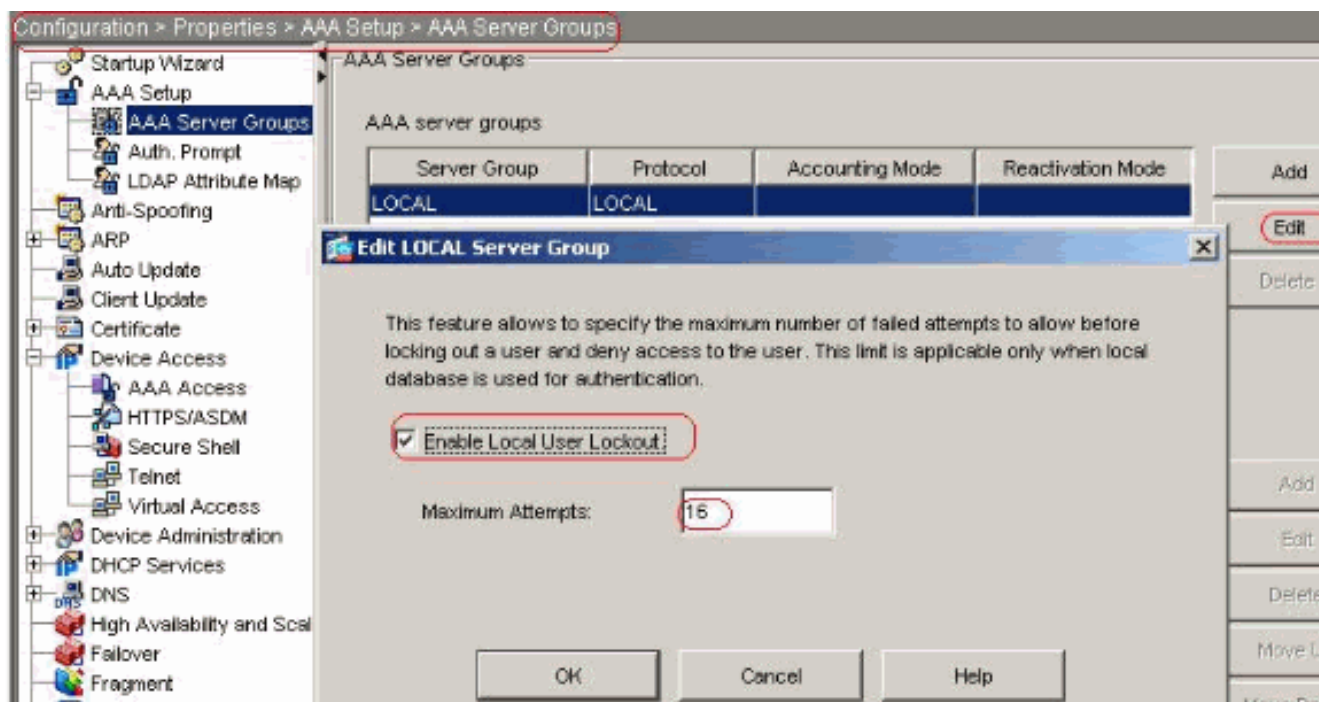 Configuration > Properties > AAA Setup > AAA Server Groups
Startup Wizard
AAA Setup
AAA Server Groups
Auth. Prompt
LDAP Attribute Map
Anti-Spoofing
ARP
Auto Update
Client Update
Certificate
Device Access
AAA Access
HTTPS/ASDM
Secure Shell
Telnet
Virtual Access
Device Administration
DHCP Services
DNS
High Availability and Scal
Failover
Fragment
AAA Server Groups
AAA server groups
Server Group Protocol Accounting Mode Reactivation Mode
LOCAL LOCAL
Add
Edit
Delete
Edit LOCAL Server Group
This feature allows to specify the maximum number of failed attempts to allow before
locking out a user and deny access to the user. This limit is applicable only when local
database is used for authentication.
Enable Local User Lockout
Maximum Attempts: 16
OK Cancel Help
Add
Edit
Delete
Move U